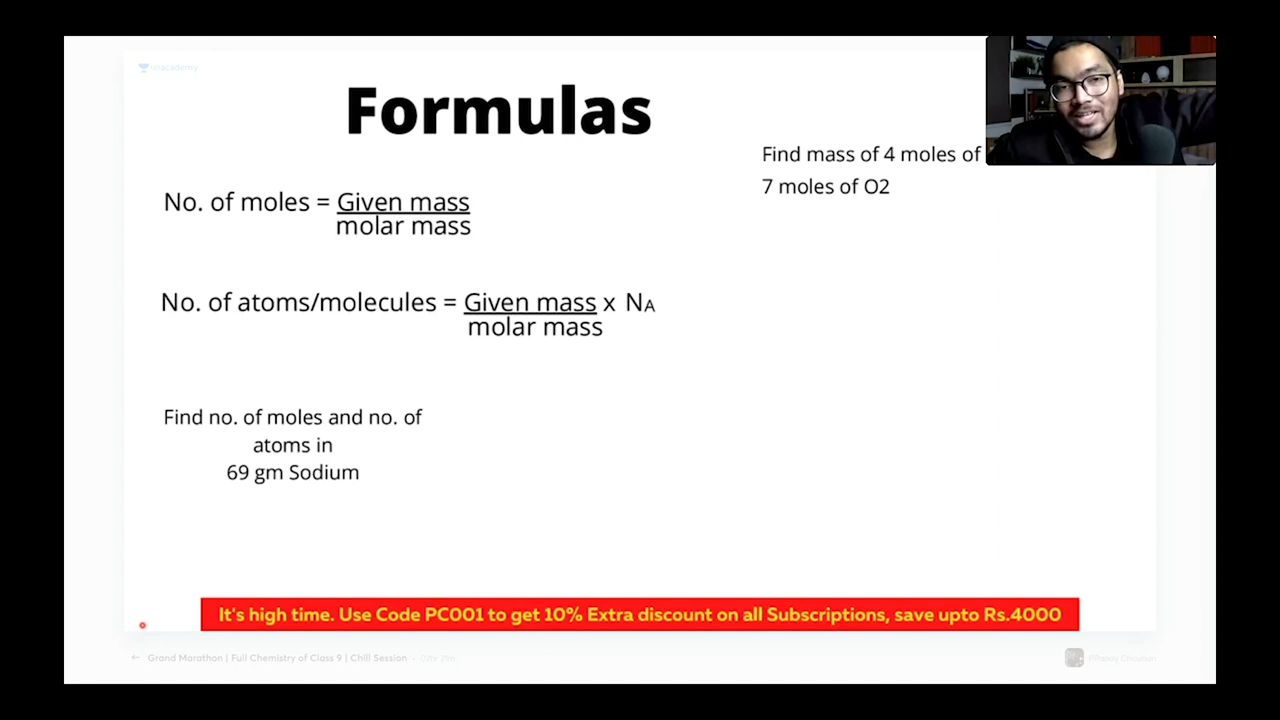 unacademy
Formulas
Find mass of 4 moles of
7 moles of O2
No. of moles = Given mass
molar mass
No. of atoms/molecules = Given mass x NA
molar mass
Find no. of moles and no. of
atoms in
69 gm Sodium
It's high time. Use Code PC001 to get 10% Extra discount on all Subscriptions, save upto Rs.4000
Grand Marathon | Full Chemistry of Class 9 | Chill Session